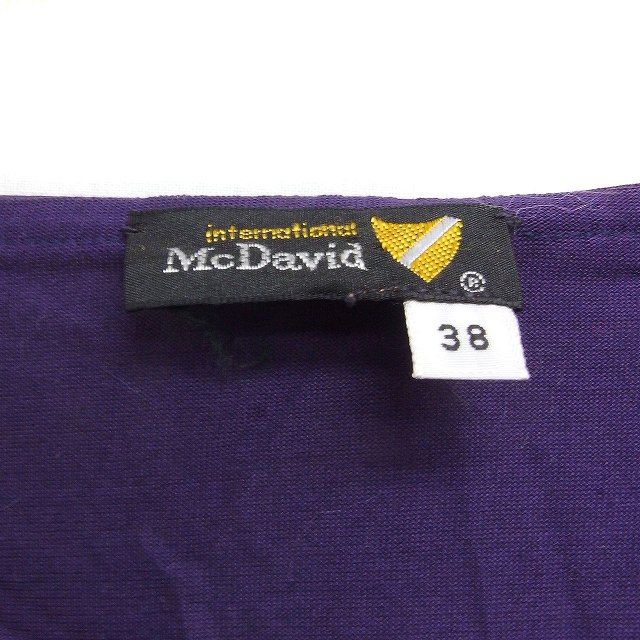 international
McDavid
®
38